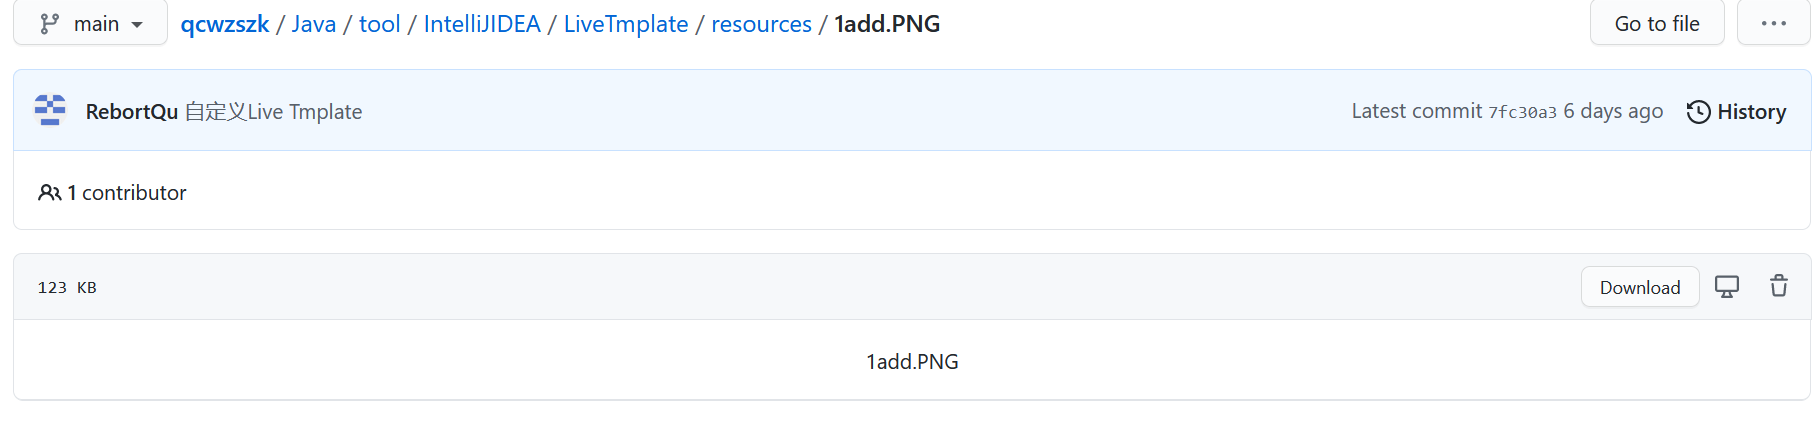 main qcwzszk / Java / tool / IntelliJIDEA / LiveTmplate / resources / 1add.PNG Go to file ...
RebortQu 自定义Live Tmplate Latest commit 7fc30a3 6 days ago History
1 contributor
123 KB Download
1add.PNG